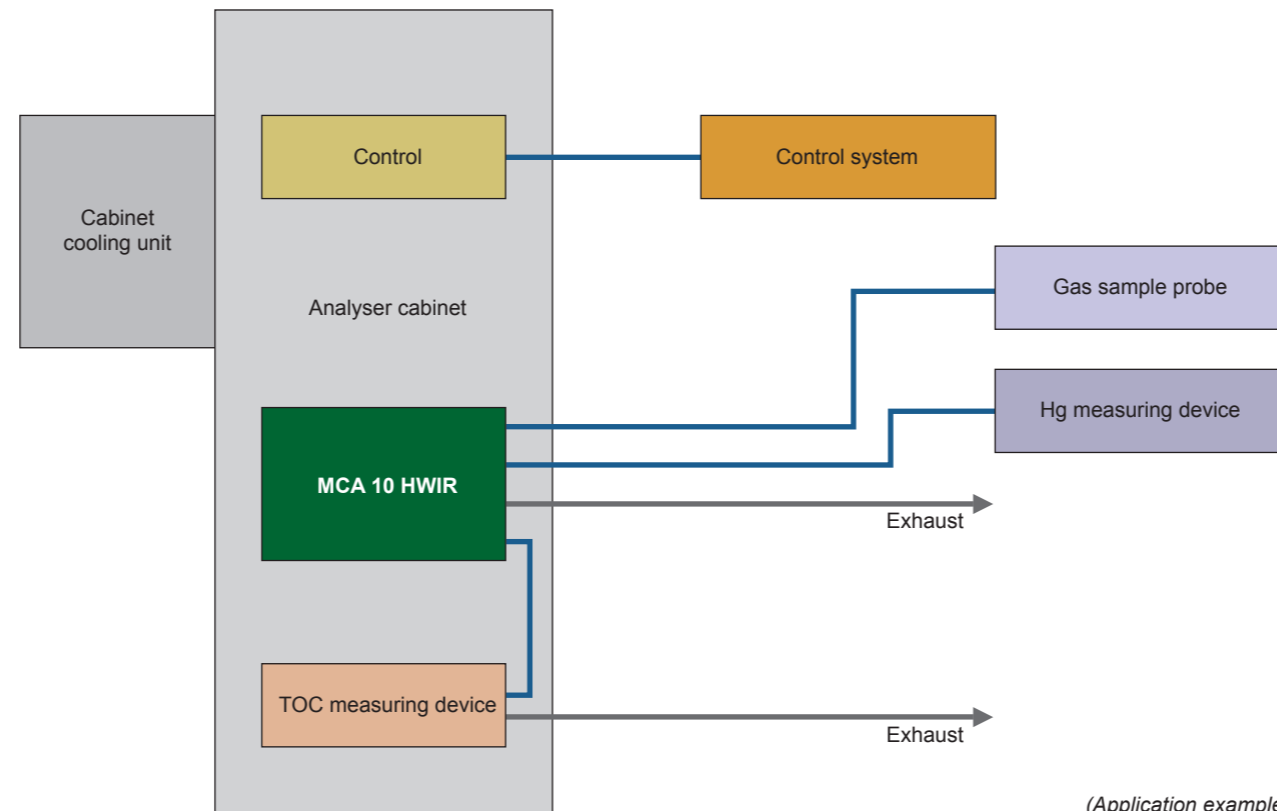 Control
Control system
Cabinet
cooling unit
Analyser cabinet
Gas sample probe
Hg measuring device
MCA 10 HWIR
Exhaust
TOC measuring device
Exhaust
(Application example